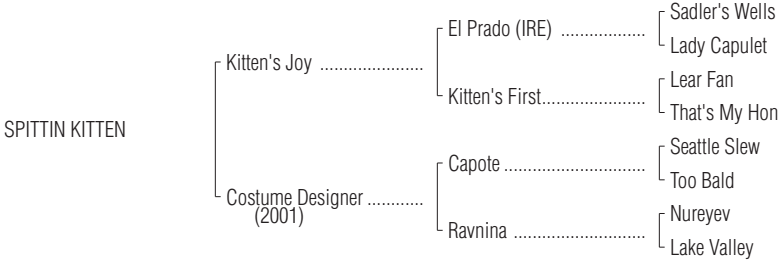 Sadler's Wells
El Prado (IRE) ..................
Lady Capulet
Kitten's Joy ......................
Lear Fan
Kitten's First......................
That's My Hon
SPITTIN KITTEN
Seattle Slew
Capote ..............................
Too Bald
Costume Designer ............
(2001)
Nureyev
Ravnina ............................
Lake Valley